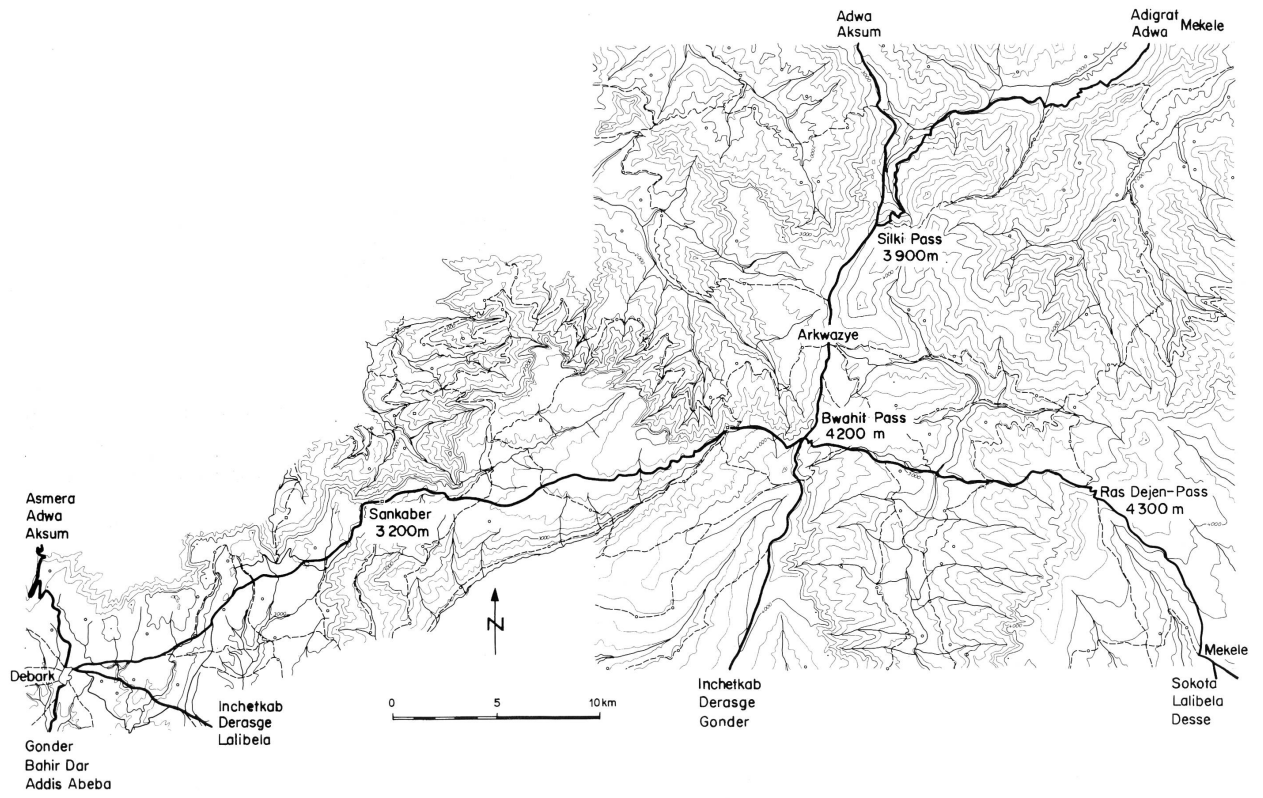 Adwa
Aksum
Adigrat
Adwa
Mekele
Silki Pass
3900m
Arkwazye
Bwahit Pass
4200 m
Ras Dejen-Pass
4300 m
Sankaber
3200m
Asmera
Adwa
Aksum
N
Debark
Inchetkab
Derasge
Lalibela
0 5 10km
Inchetkab
Derasge
Gonder
Mekele
Sokota
Lalibela
Desse
Gonder
Bahir Dar
Addis Abeba